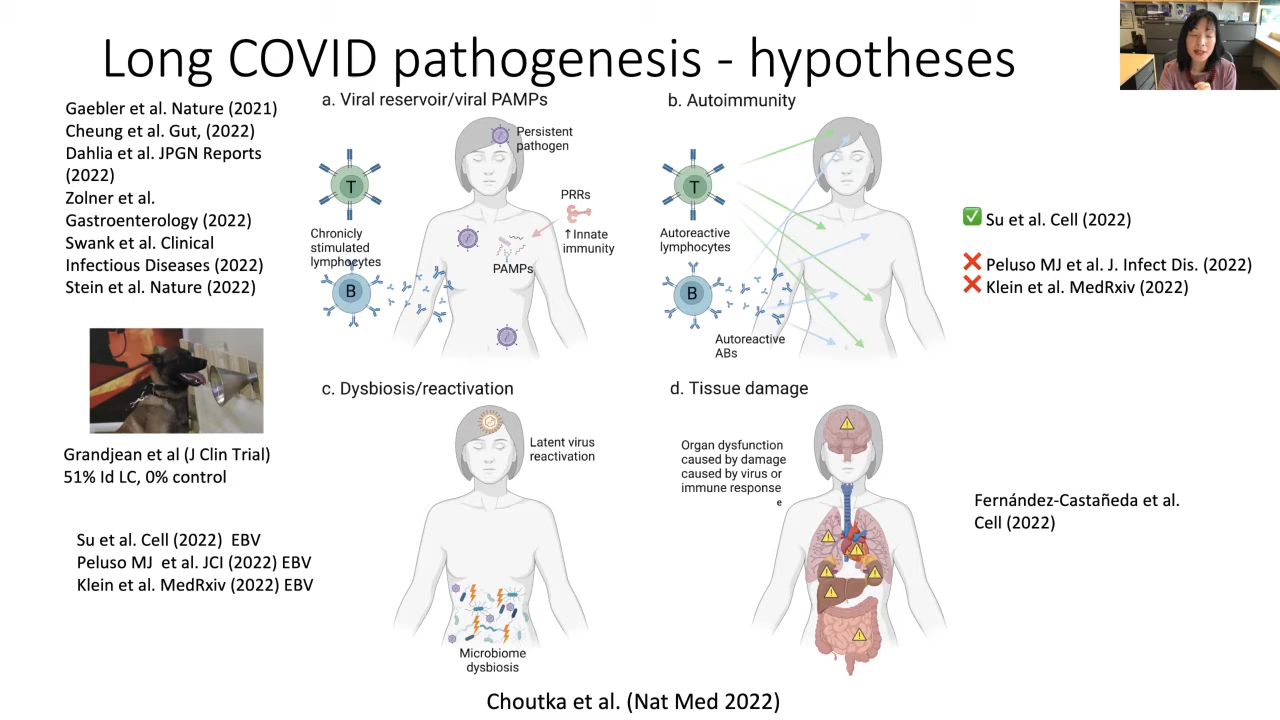 Long COVID pathogenesis - hypotheses
Gaebler et al. Nature (2021)
Cheung et al. Gut, (2022)
Dahlia et al. JPGN Reports
(2022)
Zolner et al.
Gastroenterology (2022)
Swank et al. Clinical
Infectious Diseases (2022)
Stein et al. Nature (2022)
Grandjean et al (J Clin Trial)
51% Id LC, 0% control
Su et al. Cell (2022) EBV
Peluso MJ et al. JCI (2022) EBV
Klein et al. MedRxiv (2022) EBV
a. Viral reservoir/viral PAMPs
Persistent
pathogen
T
PRRs
↑Innate
immunity
Chronicly
stimulated
lymphocytes
PAMPs
B
b. Autoimmunity
T
Autoreactive
lymphocytes
B
Autoreactive
ABs
Su et al. Cell (2022)
Peluso MJ et al. J. Infect Dis. (2022)
Klein et al. MedRxiv (2022)
c. Dysbiosis/reactivation
Latent virus
reactivation
Microbiome
dysbiosis
d. Tissue damage
Organ dysfunction
caused by damage
caused by virus or
immune response
e
Fernández-Castañeda et al.
Cell (2022)
Choutka et al. (Nat Med 2022)